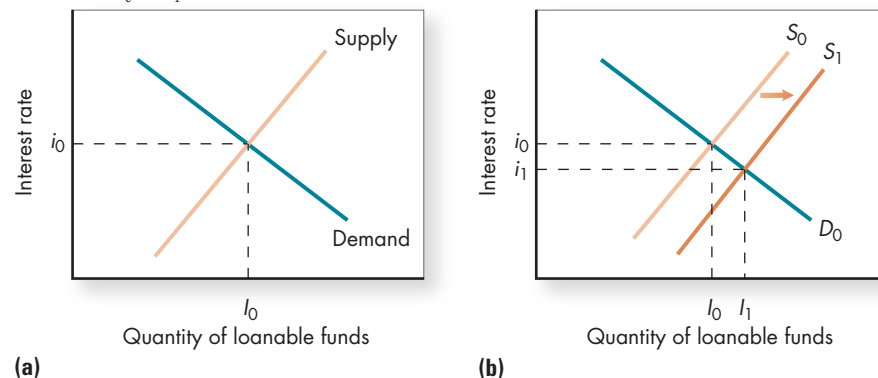 Supply
Interest rate
i₀
Demand
I₀
Quantity of loanable funds
(a)
S₀
S₁
Interest rate
i₀
i₁
D₀
I₀ I₁
Quantity of loanable funds
(b)